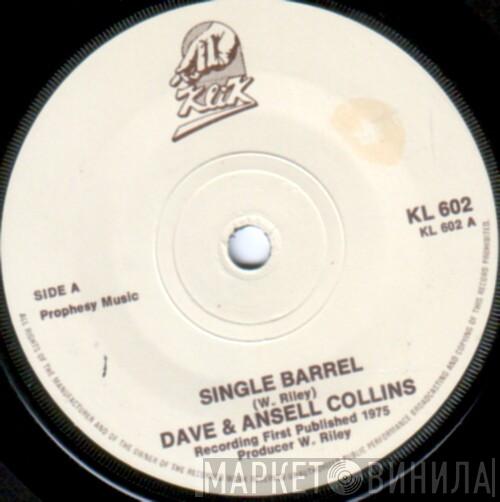 KliK
KL 602
KL 602 A
SIDE A
Prophesy Music
SINGLE BARREL
(W. Riley)
DAVE & ANSELL COLLINS
Recording First Published 1975
Producer W. Riley
ALL RIGHTS OF THE MANUFACTURER AND OF THE OWNER OF THE RECORDED PERFORMANCE BROADCASTING AND COPYING OF THIS RECORD PROHIBITED.
МАРКЕТ ВИНИЛА